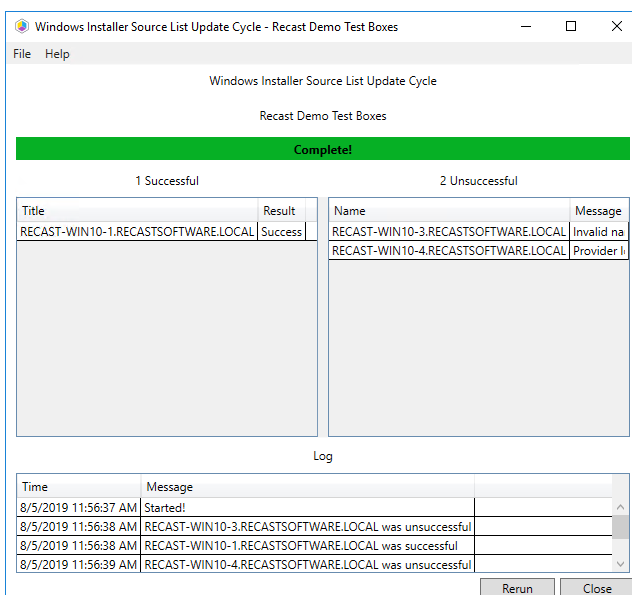 Windows Installer Source List Update Cycle - Recast Demo Test Boxes
File Help
Windows Installer Source List Update Cycle
Recast Demo Test Boxes
Complete!
1 Successful
2 Unsuccessful
Title Result
RECAST-WIN10-1.RECASTSOFTWARE.LOCAL Success
Name Message
RECAST-WIN10-3.RECASTSOFTWARE.LOCAL Invalid na
RECAST-WIN10-4.RECASTSOFTWARE.LOCAL Provider
Log
Time Message
8/5/2019 11:56:37 AM Started!
8/5/2019 11:56:38 AM RECAST-WIN10-3.RECASTSOFTWARE.LOCAL was unsuccessful
8/5/2019 11:56:38 AM RECAST-WIN10-1.RECASTSOFTWARE.LOCAL was successful
8/5/2019 11:56:39 AM RECAST-WIN10-4.RECASTSOFTWARE.LOCAL was unsuccessful
Rerun Close